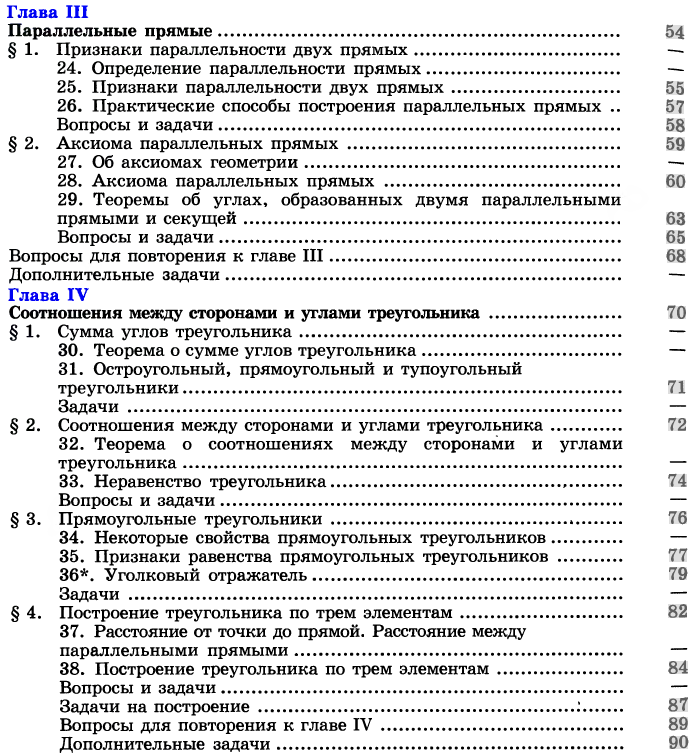 Глава III
Параллельные прямые ........ 54
§ 1. Признаки параллельности двух прямых ........ —
24. Определение параллельности прямых ........ —
25. Признаки параллельности двух прямых ........ 55
26. Практические способы построения параллельных прямых .. 57
Вопросы и задачи ........ 58
§ 2. Аксиома параллельных прямых ........ 59
27. Об аксиомах геометрии ........ —
28. Аксиома параллельных прямых ........ 60
29. Теоремы об углах, образованных двумя параллельными
прямыми и секущей ........ 63
Вопросы и задачи ........ 65
Вопросы для повторения к главе III ........ 68
Дополнительные задачи ........ —
Глава IV
Соотношения между сторонами и углами треугольника ........ 70
§ 1. Сумма углов треугольника ........ —
30. Теорема о сумме углов треугольника ........ —
31. Остроугольный, прямоугольный и тупоугольный
треугольники ........ 71
Задачи ........ —
§ 2. Соотношения между сторонами и углами треугольника ........ 72
32. Теорема о соотношениях между сторонами и углами
треугольника ........ —
33. Неравенство треугольника ........ 74
Вопросы и задачи ........ —
§ 3. Прямоугольные треугольники ........ 76
34. Некоторые свойства прямоугольных треугольников ........ —
35. Признаки равенства прямоугольных треугольников ........ 77
36*. Уголковый отражатель ........ 79
Задачи ........ —
§ 4. Построение треугольника по трем элементам ........ 82
37. Расстояние от точки до прямой. Расстояние между
параллельными прямыми ........ —
38. Построение треугольника по трем элементам ........ 84
Вопросы и задачи ........ —
Задачи на построение ........ 87
Вопросы для повторения к главе IV ........ 89
Дополнительные задачи ........ 90